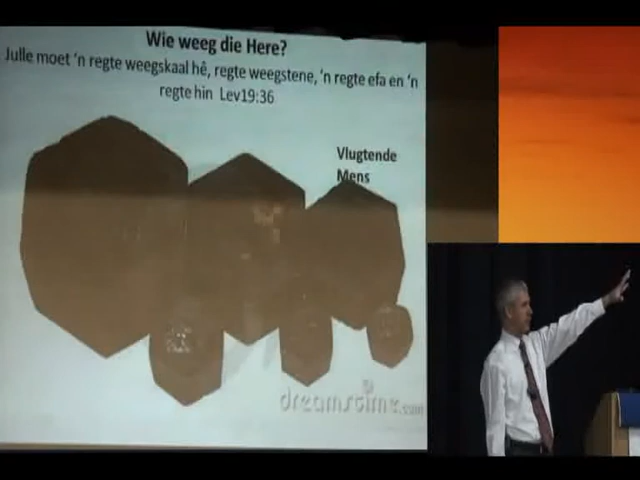 Wie weeg die Here?
Julle moet 'n regte weegskaal hê, regte weegstene, 'n regte efa en 'n
regte hin Lev19:36
Vlugtende
Mens
dreamstime.com